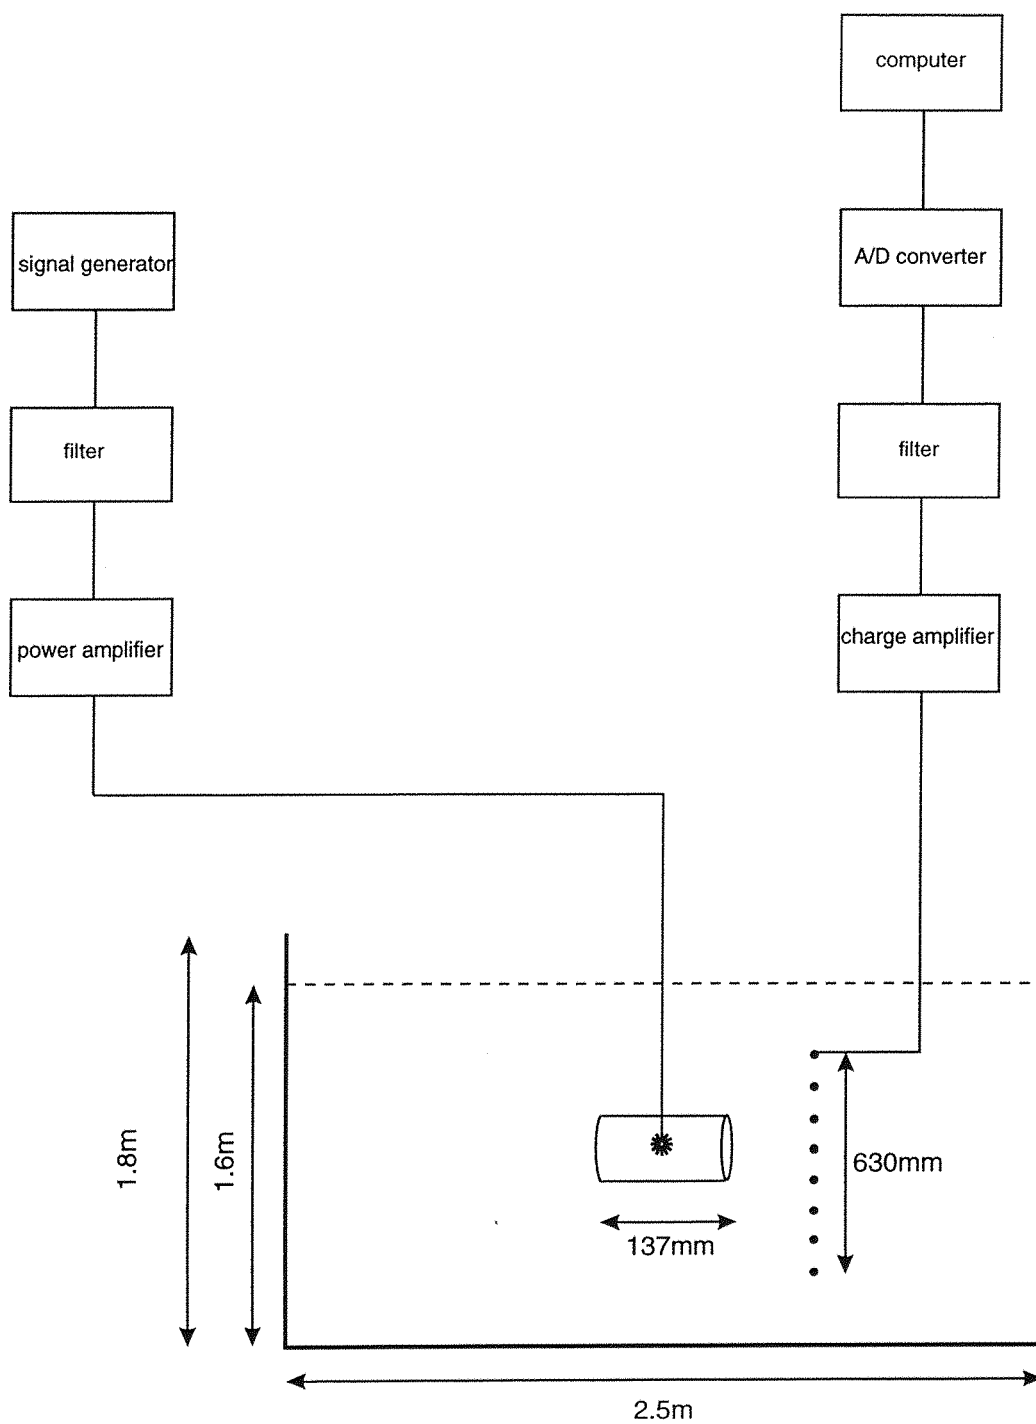 computer
signal generator
A/D converter
filter
filter
power amplifier
charge amplifier
1.8m
1.6m
630mm
137mm
2.5m